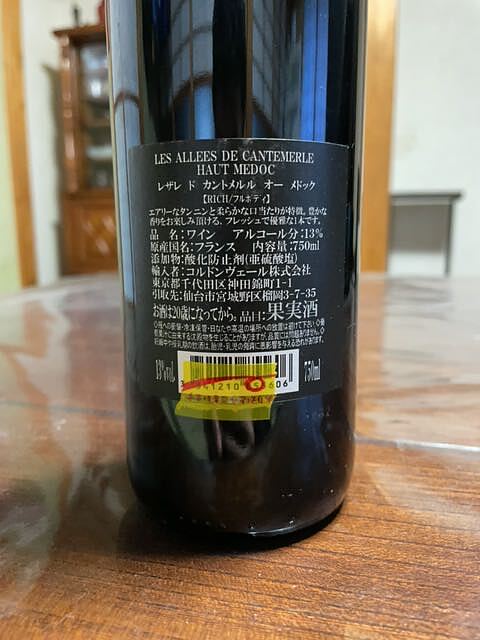 LES ALLEES DE CANTEMERLE
HAUT MEDOC
レザレ ド カントメルル オー メドック
【RICH/フルボディ】
エアリーなタンニンと柔らかな口当たりが特徴。豊かな
香りをお楽しみ頂ける、フレッシュで優雅な1本です。
品 名:ワイン アルコール分:13%
原産国名:フランス 内容量:750ml
添加物:酸化防止剤(亜硫酸塩)
輸入者:コルドンヴェール株式会社
東京都千代田区神田錦町1-1
引取先:仙台市宮城野区榴岡3-7-35
お酒は20歳になってから。品目:果実酒
13%vol.
750ml